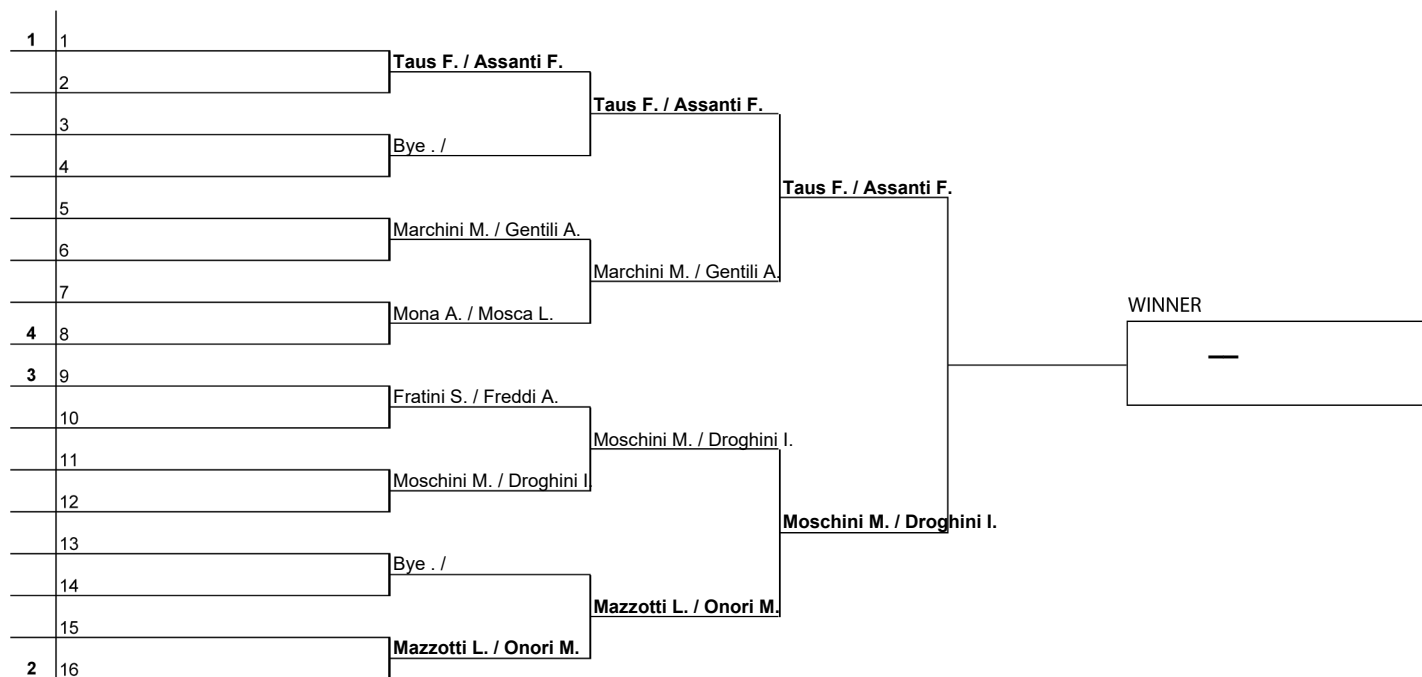 1 1
Taus F. / Assanti F.
2
Taus F. / Assanti F.
3
Bye . /
4
Taus F. / Assanti F.
5
Marchini M. / Gentili A.
6
Marchini M. / Gentili A.
7
WINNER
Mona A. / Mosca L.
4 8
—
3 9
Fratini S. / Freddi A.
10
Moschini M. / Droghini I.
11
Moschini M. / Droghini I.
12
Moschini M. / Droghini I.
13
Bye . /
14
Mazzotti L. / Onori M.
15
Mazzotti L. / Onori M.
2 16